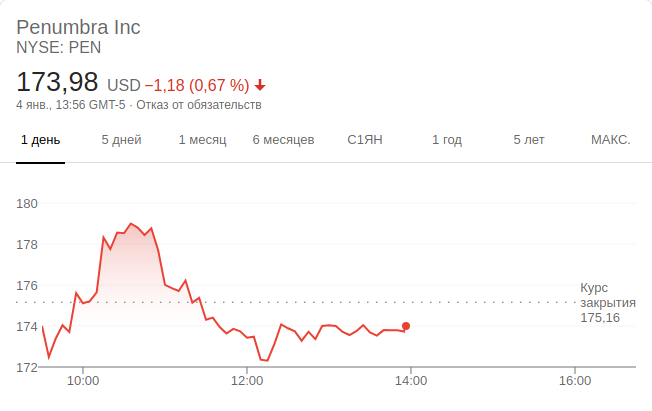 Penumbra Inc
NYSE: PEN
173,98 USD −1,18 (0,67 %)
4 янв., 13:56 GMT-5 · Отказ от обязательств
1 день 5 дней 1 месяц 6 месяцев С1ЯН 1 год 5 лет МАКС.
180
178
176
174
172
Курс
закрытия
175,16
10:00 12:00 14:00 16:00